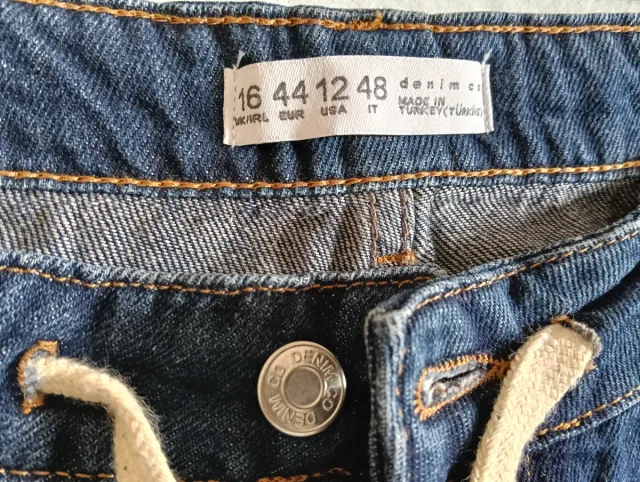 16 44 12 48 denim co
UK/IRL EUR USA IT MADE IN
TURKEY(TÜRKİYE)
DENIM CO DENIM CO